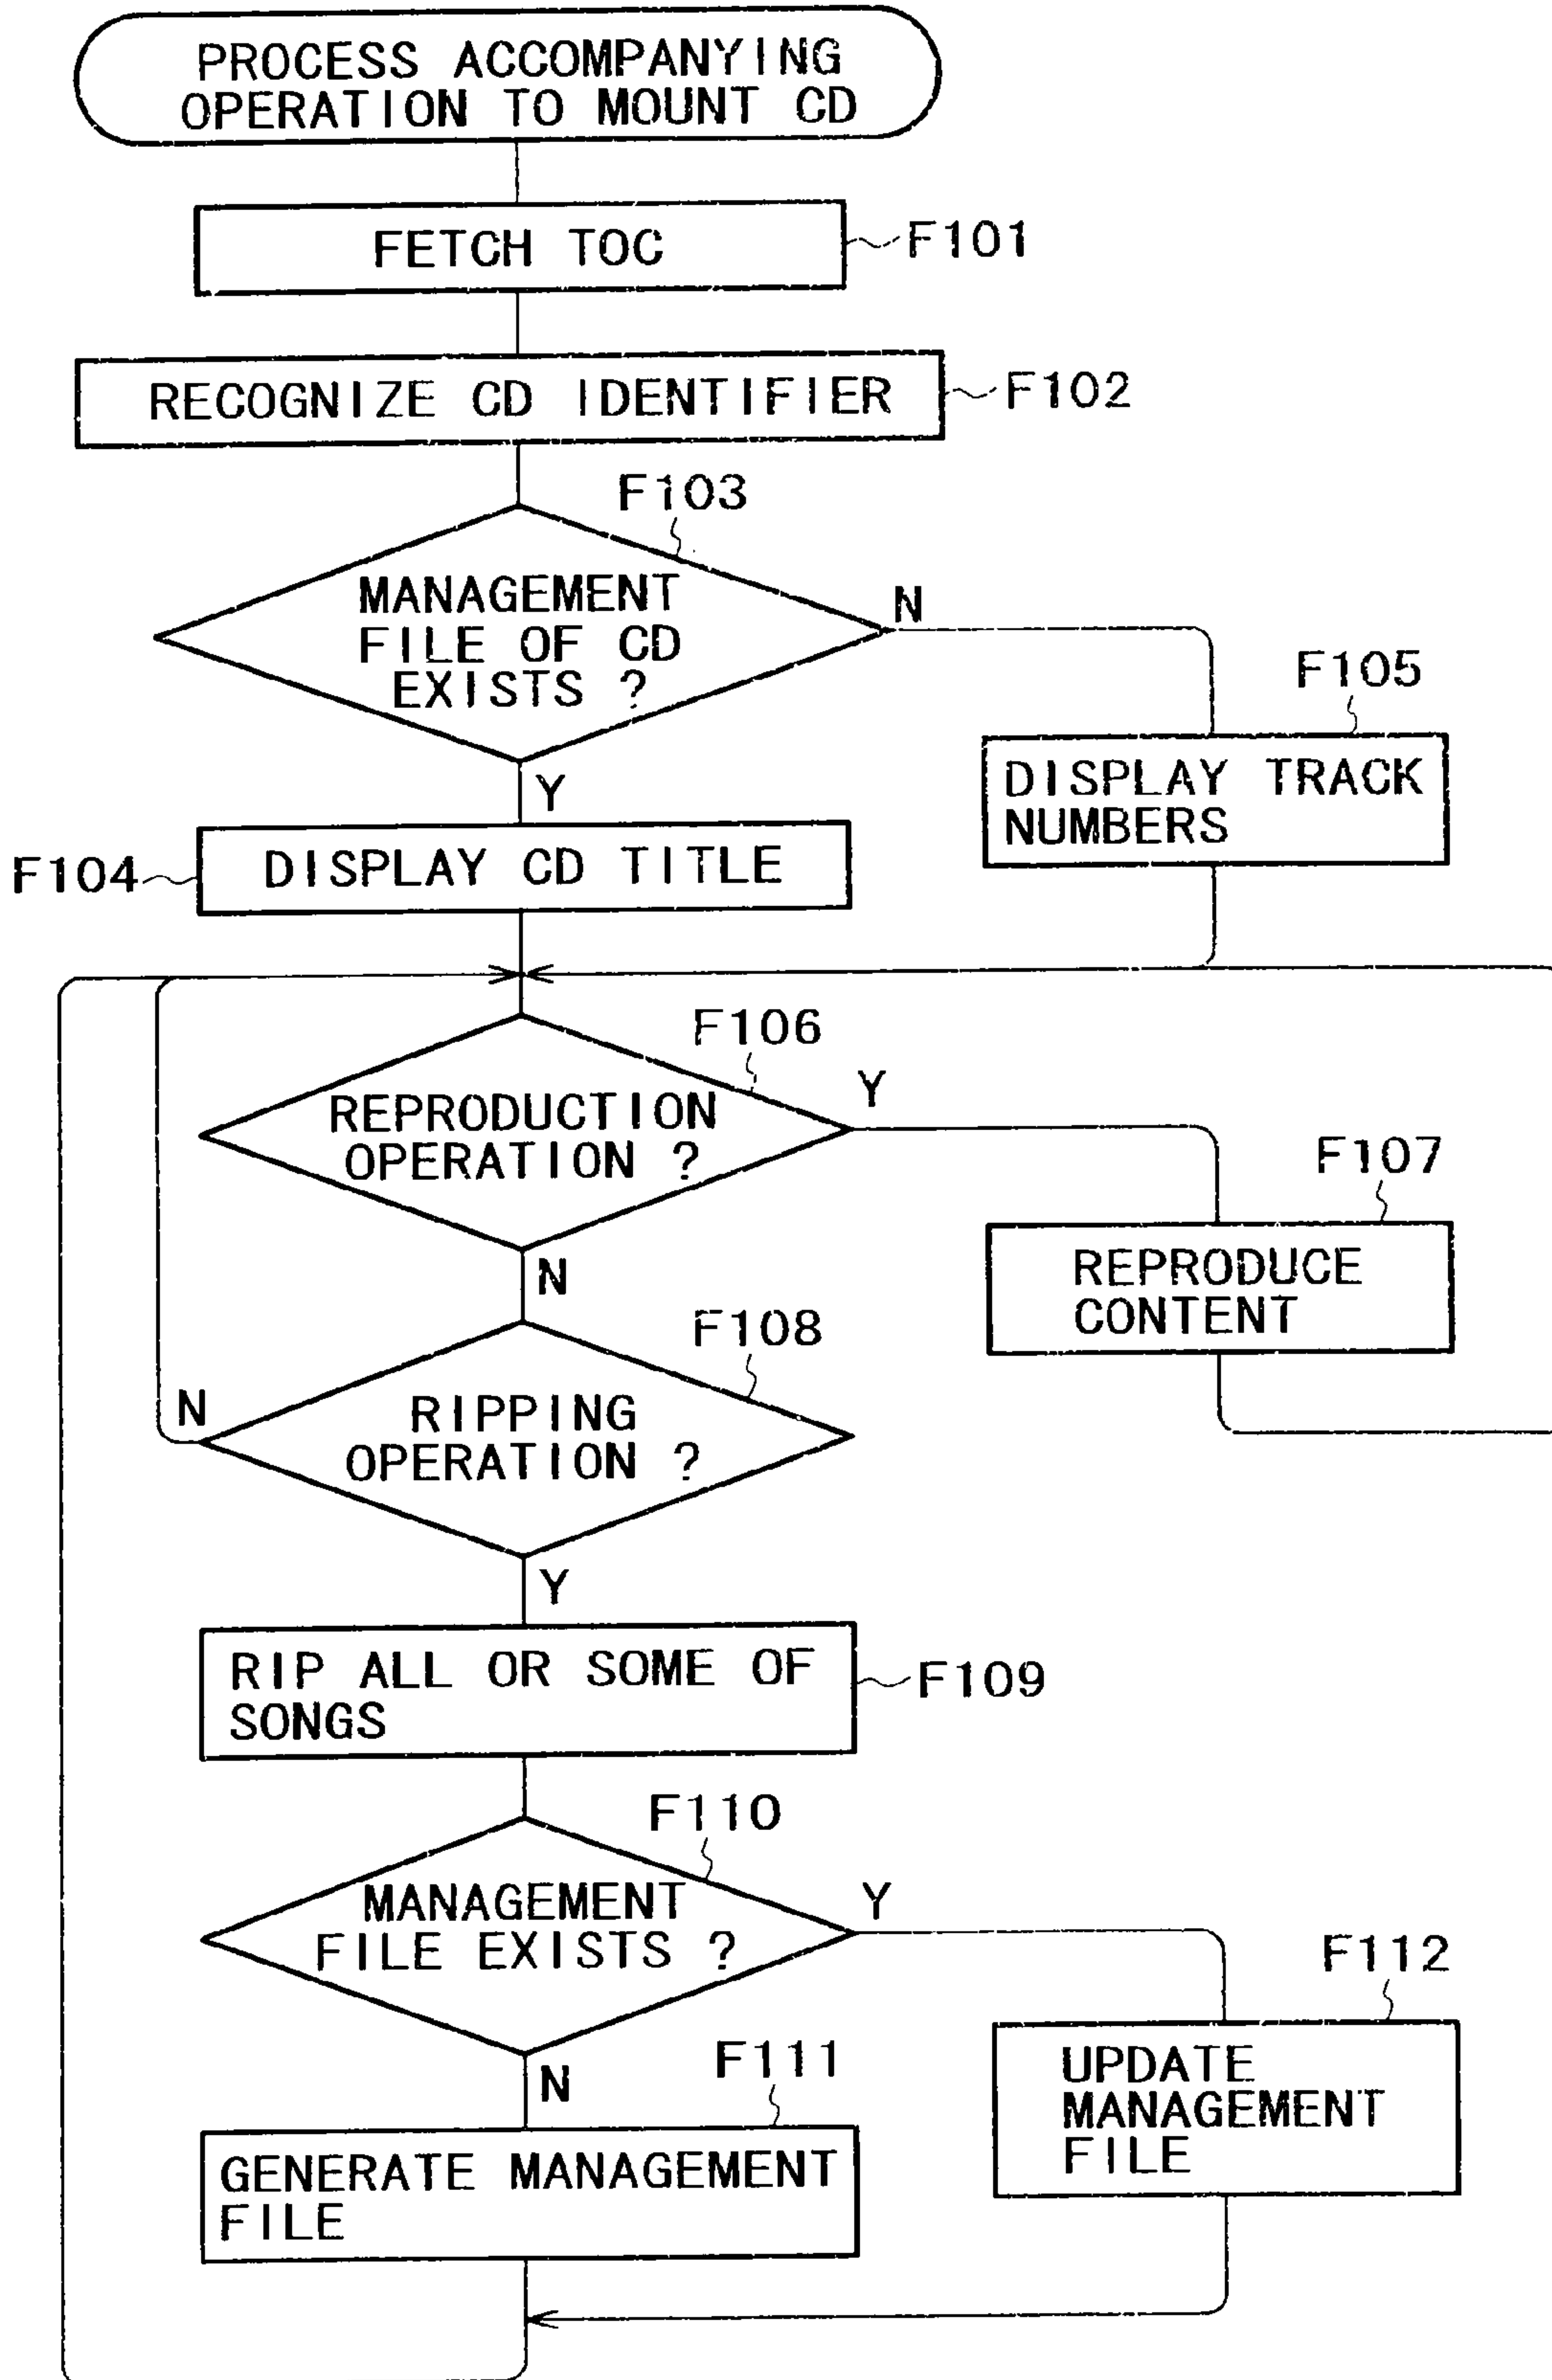 PROCESS ACCOMPANYING
OPERATION TO MOUNT CD
FETCH TOC
F101
RECOGNIZE CD IDENTIFIER
F102
F103
MANAGEMENT
FILE OF CD
EXISTS ?
N
Y
F105
DISPLAY TRACK
NUMBERS
F104
DISPLAY CD TITLE
F106
REPRODUCTION
OPERATION ?
Y
N
F107
REPRODUCE
CONTENT
F108
RIPPING
OPERATION ?
N
Y
RIP ALL OR SOME OF
SONGS
F109
F110
MANAGEMENT
FILE EXISTS ?
Y
N
F112
UPDATE
MANAGEMENT
FILE
F111
GENERATE MANAGEMENT
FILE